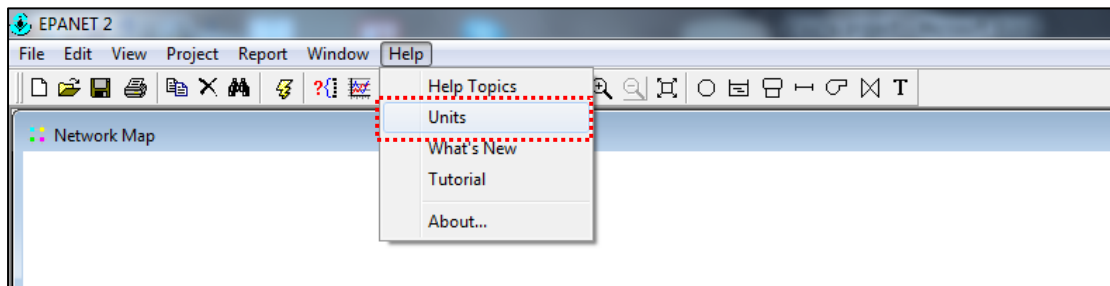 EPANET 2
File Edit View Project Report Window Help
?{} T
Help Topics
Units
What's New
Tutorial
About...
Network Map